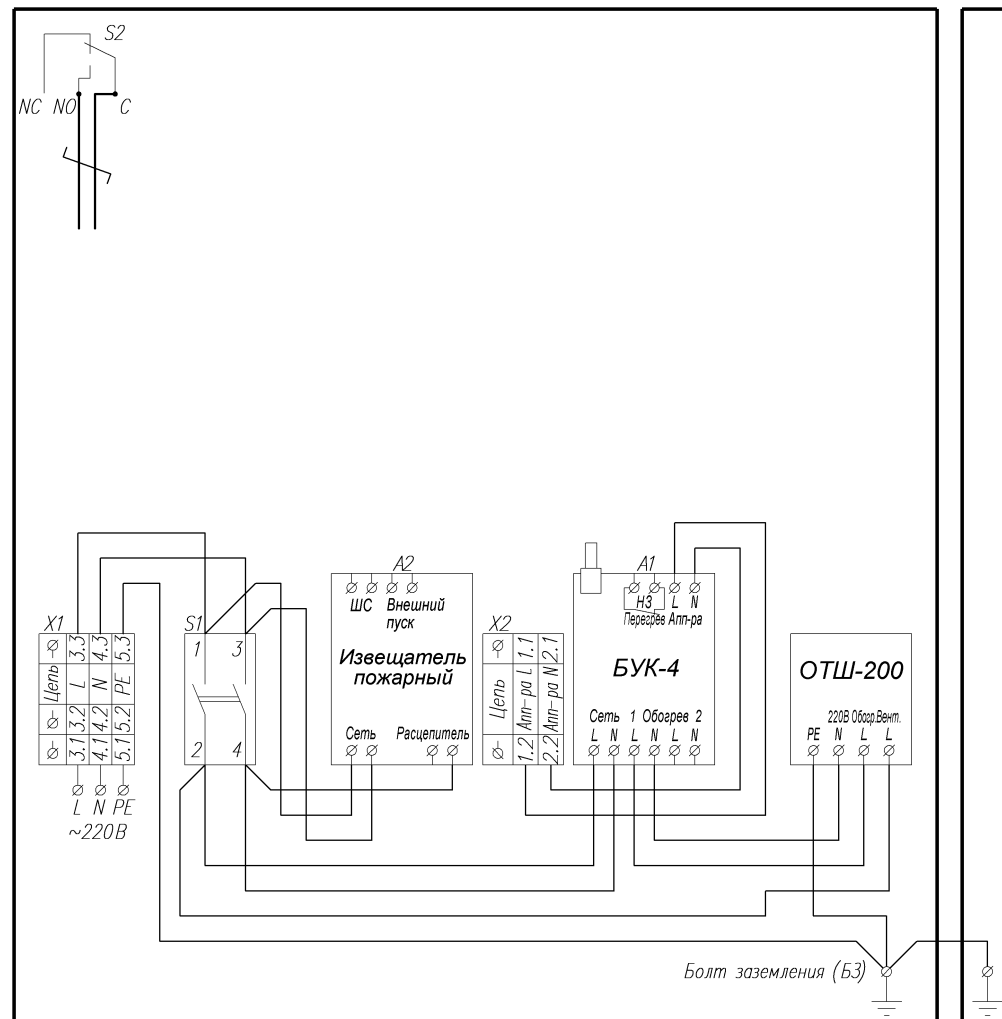 S2
NC NO C
A2
A1
ШС Внешний
пуск
НЗ L N
Перегрев Апп-ра
X1
S1
X2
3.3 4.3 5.3
1 3
1.1 2.1
Цепь L N PE
Извещатель
пожарный
Цепь Апп-ра L Апп-ра N
БУК-4
ОТШ-200
3.2 4.2 5.2
Сеть 1 Обогрев 2
220В Обогр.Вент.
L N L N L N
PE N L L
Сеть Расцепитель
3.1 4.1 5.1
2 4
1.2 2.2
L N PE
~220В
Болт заземления (БЗ)